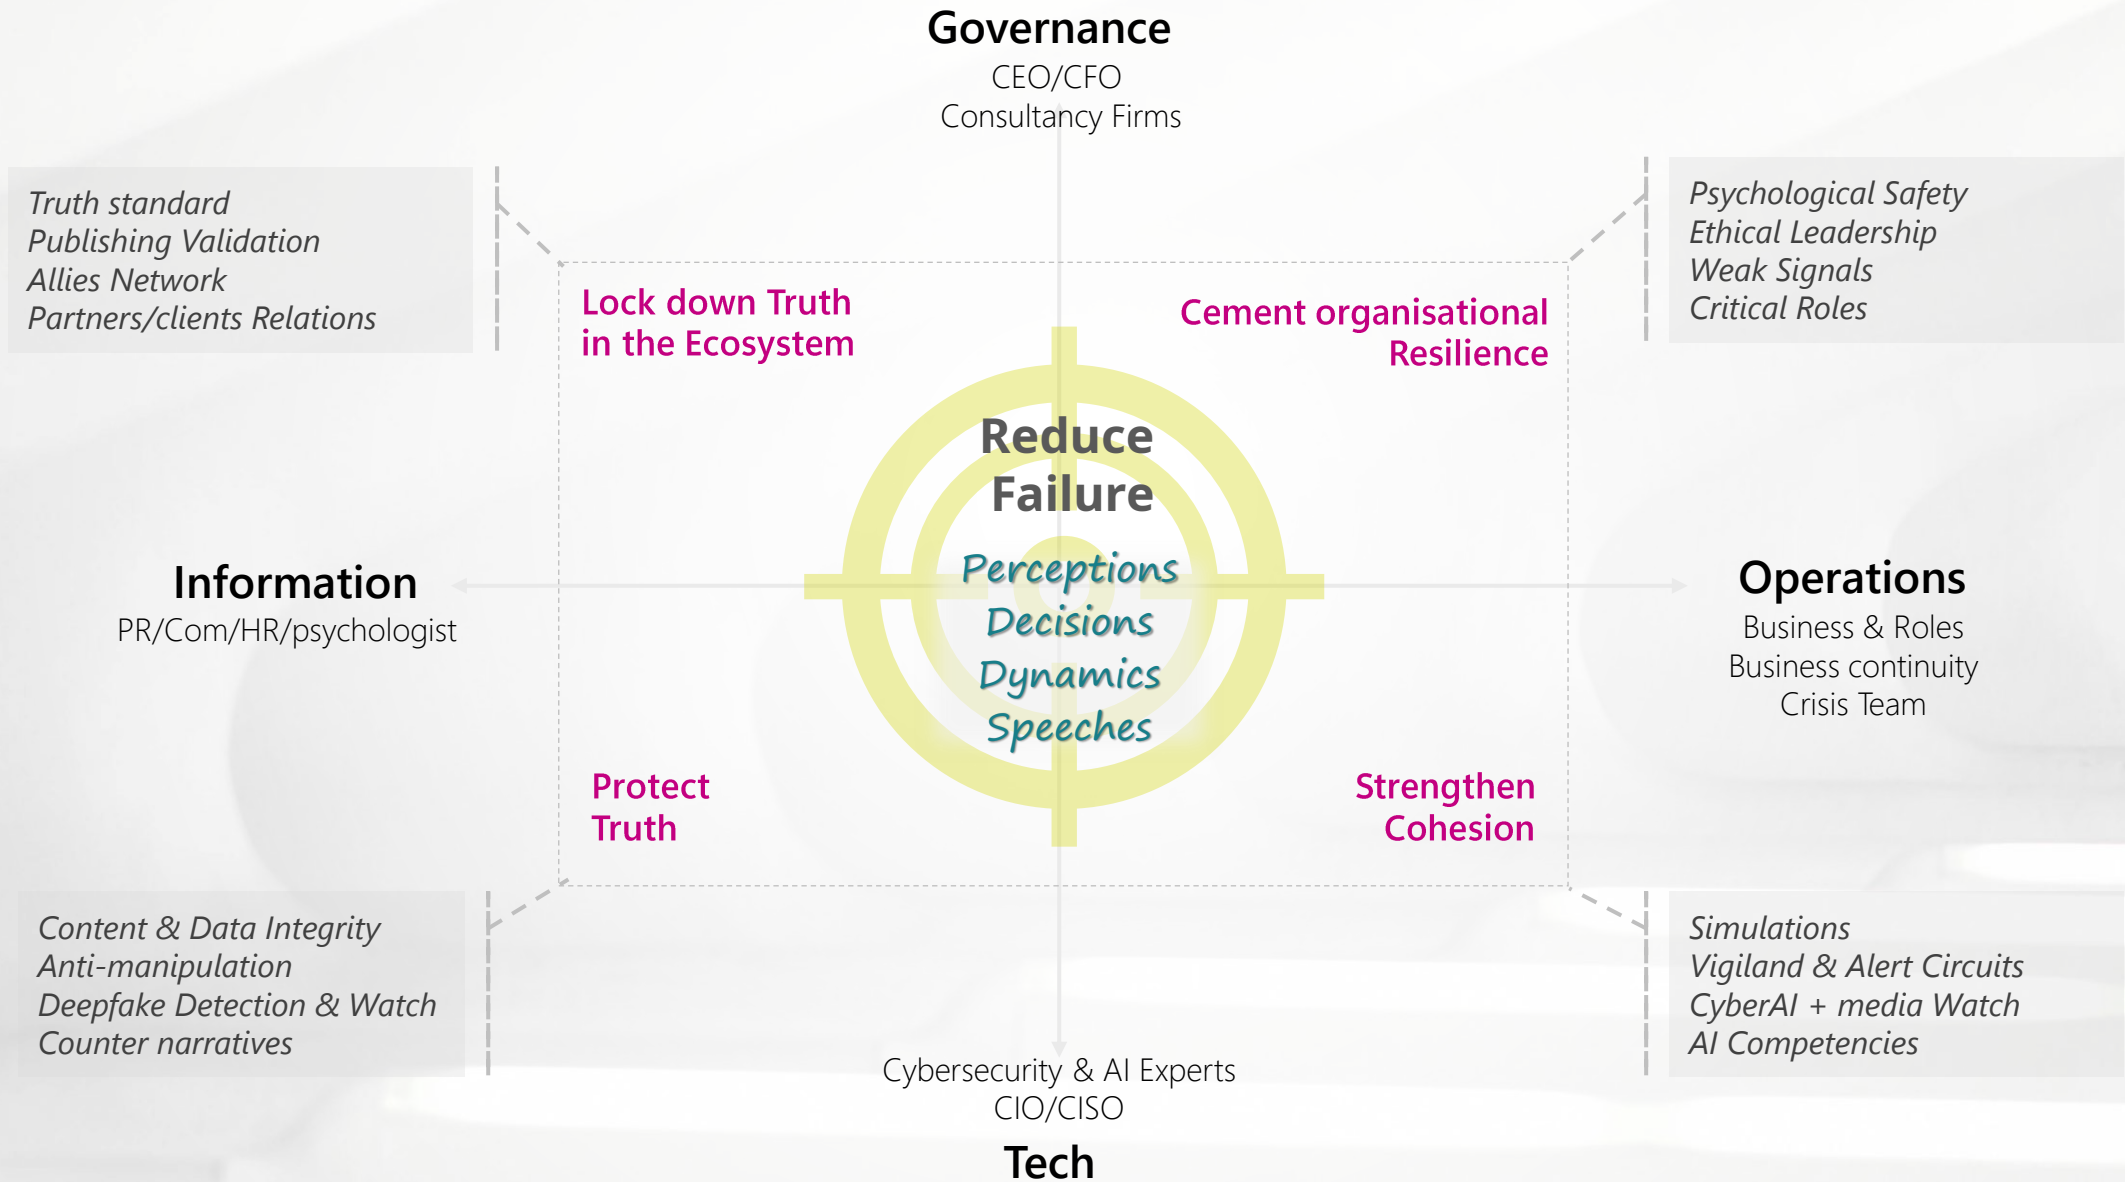 Governance
CEO/CFO
Consultancy Firms
Truth standard
Publishing Validation
Allies Network
Partners/clients Relations
Psychological Safety
Ethical Leadership
Weak Signals
Critical Roles
Lock down Truth
in the Ecosystem
Cement organisational
Resilience
Reduce
Failure
Perceptions
Decisions
Dynamics
Speeches
Information
PR/Com/HR/psychologist
Operations
Business & Roles
Business continuity
Crisis Team
Protect
Truth
Strengthen
Cohesion
Content & Data Integrity
Anti-manipulation
Deepfake Detection & Watch
Counter narratives
Simulations
Vigiland & Alert Circuits
CyberAI + media Watch
AI Competencies
Cybersecurity & AI Experts
CIO/CISO
Tech